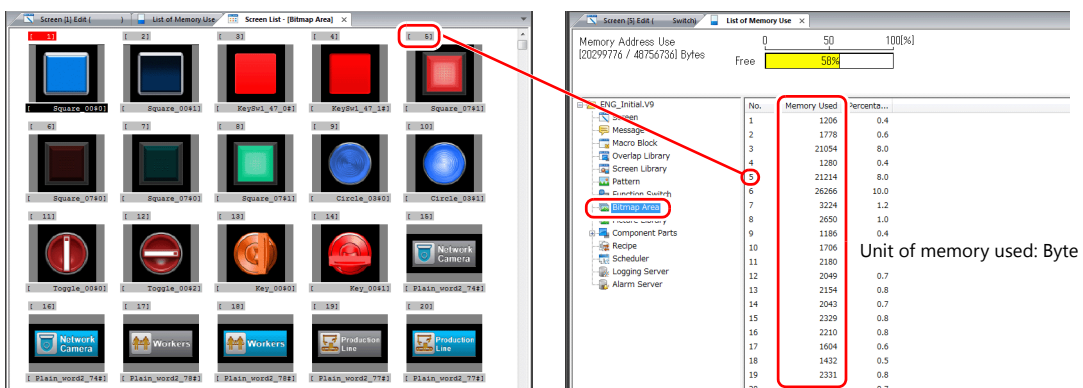 Screen [1] Edit ( ) List of Memory Use Screen List - [Bitmap Area] ×
[ 1] [ 2] [ 3] [ 4] [ 5]
[ Square_00#0] [ Square_00#1] [ KeySw1_47_0#] [ KeySw1_47_1#] [ Square_07#1]
[ 6] [ 7] [ 8] [ 9] [ 10]
[ Square_07#0] [ Square_07#0] [ Square_07#1] [ Circle_03#0] [ Circle_03#1]
[ 11] [ 12] [ 13] [ 14] [ 15]
Network
Camera
[ Toggle_00#0] [ Toggle_00#2] [ Key_00#0] [ Key_00#1] [ Plain_word2_74#]
[ 16] [ 17] [ 18] [ 19] [ 20]
Network
Camera
Workers
Workers
Production
Line
Production
Line
[ Plain_word2_74#] [ Plain_word2_78#] [ Plain_word2_78#] [ Plain_word2_77#] [ Plain_word2_77#]
Screen [5] Edit ( Switch) List of Memory Use ×
Memory Address Use
[20299776 / 48756736] Bytes
0 50 100[%]
Free 58%
ENG_Initial.V9
Screen
Message
Macro Block
Overlap Library
Screen Library
Pattern
Function Switch
Bitmap Area
Picture Library
Component Parts
Recipe
Scheduler
Logging Server
Alarm Server
No. Memory Used Percenta...
1 1206 0.4
2 1778 0.6
3 21054 8.0
4 1280 0.4
5 21214 8.0
6 26266 10.0
7 3224 1.2
8 2650 1.0
9 1186 0.4
10 1706
11 2180
12 2049 0.7
13 2154 0.8
14 2043 0.7
15 2329 0.8
16 2210 0.8
17 1604 0.6
18 1432 0.5
19 2331 0.8
Unit of memory used: Byte